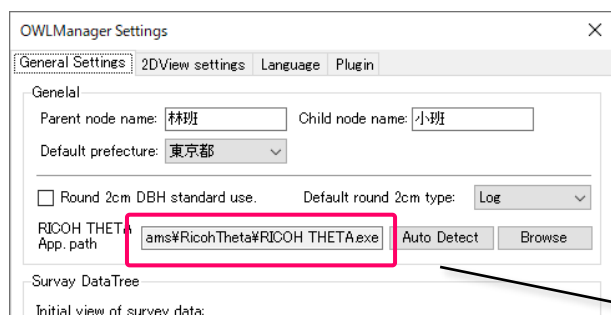 OWLManager Settings
General Settings 2DView settings Language Plugin
Genelal
Parent node name: 林班 Child node name: 小班
Default prefecture: 東京都
Round 2cm DBH standard use. Default round 2cm type: Log
RICOH THETA
App. path ams¥RicohTheta¥RICOH THETA.exe Auto Detect Browse
Survay DataTree
Initial view of survey data: